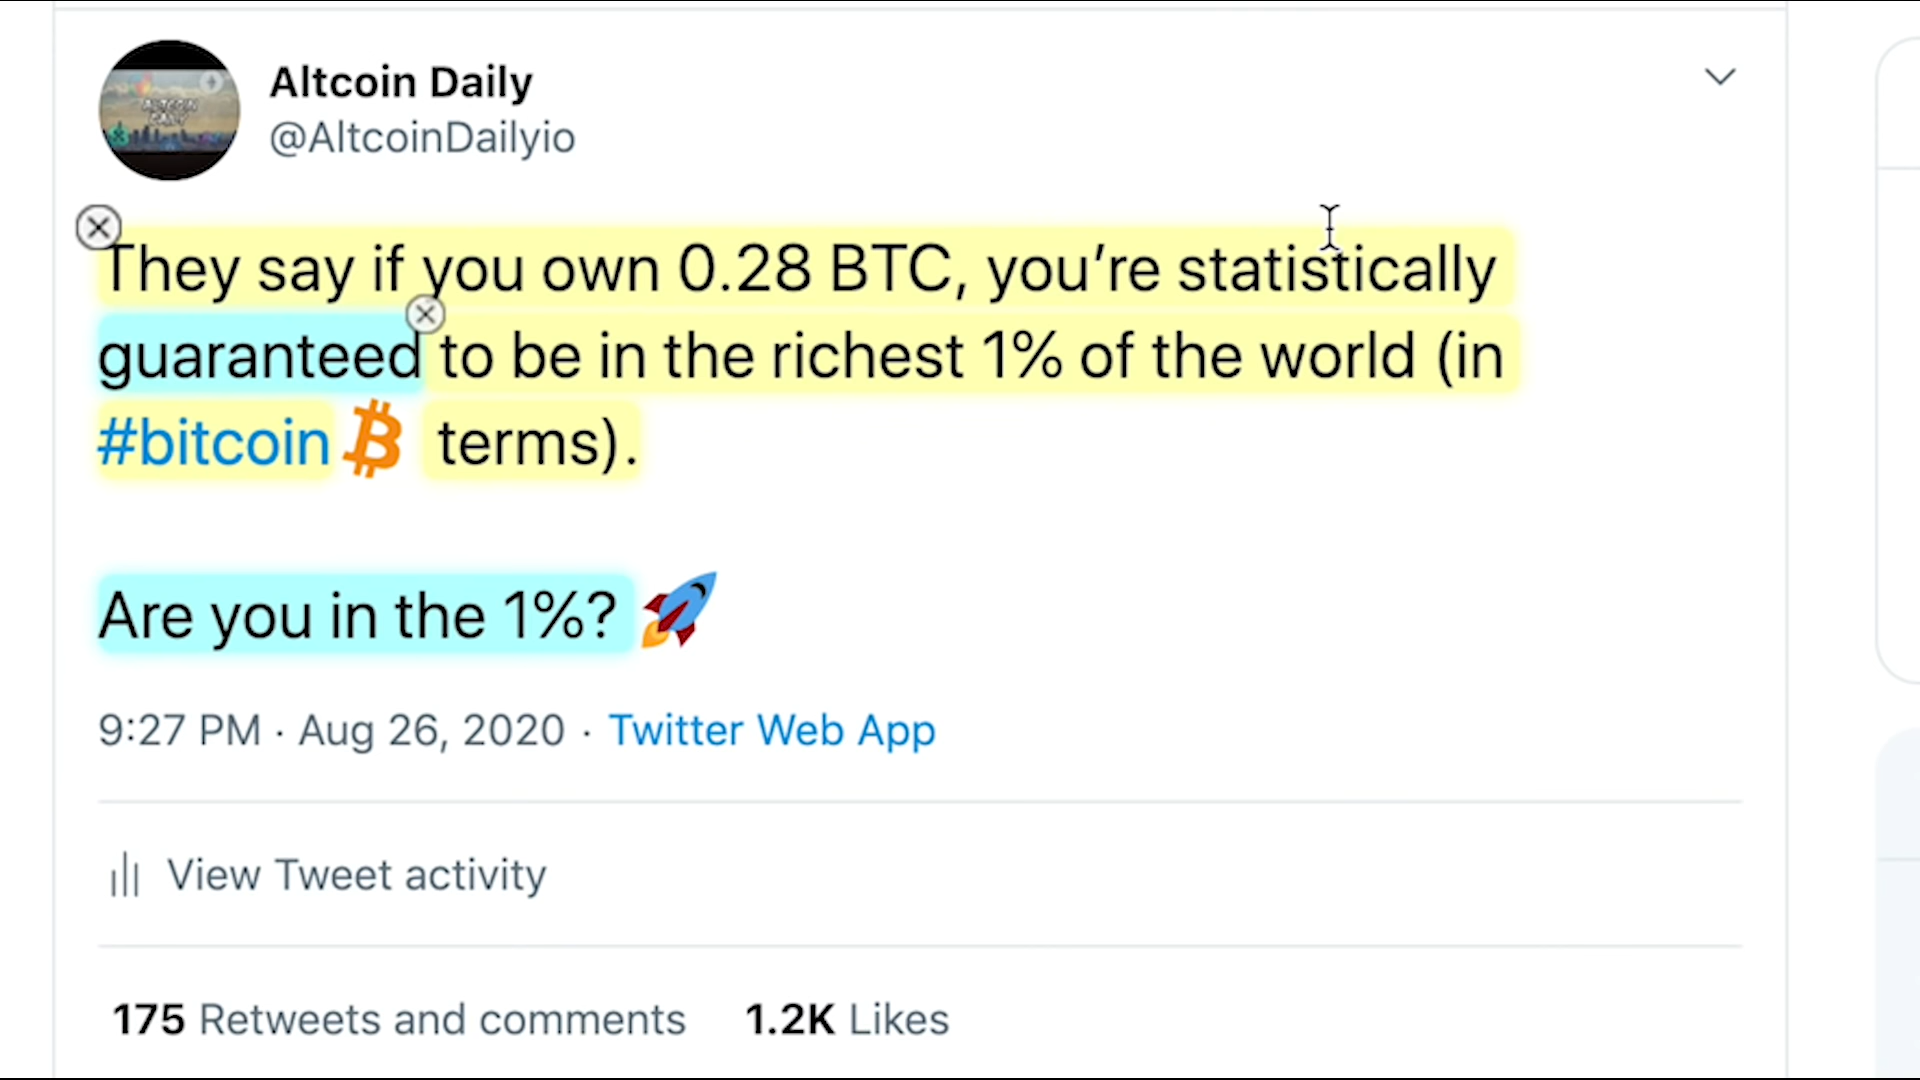 Altcoin Daily
@AltcoinDailyio
They say if you own 0.28 BTC, you’re statistically
guaranteed to be in the richest 1% of the world (in
#bitcoin terms).
Are you in the 1%? 🚀
9:27 PM · Aug 26, 2020 · Twitter Web App
View Tweet activity
175 Retweets and comments 1.2K Likes